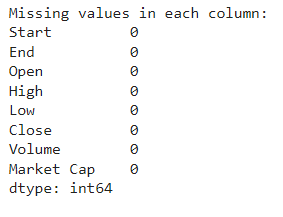 Missing values in each column:
Start 0
End 0
Open 0
High 0
Low 0
Close 0
Volume 0
Market Cap 0
dtype: int64